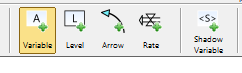 A L <S>
Variable Level Arrow Rate Shadow
Variable